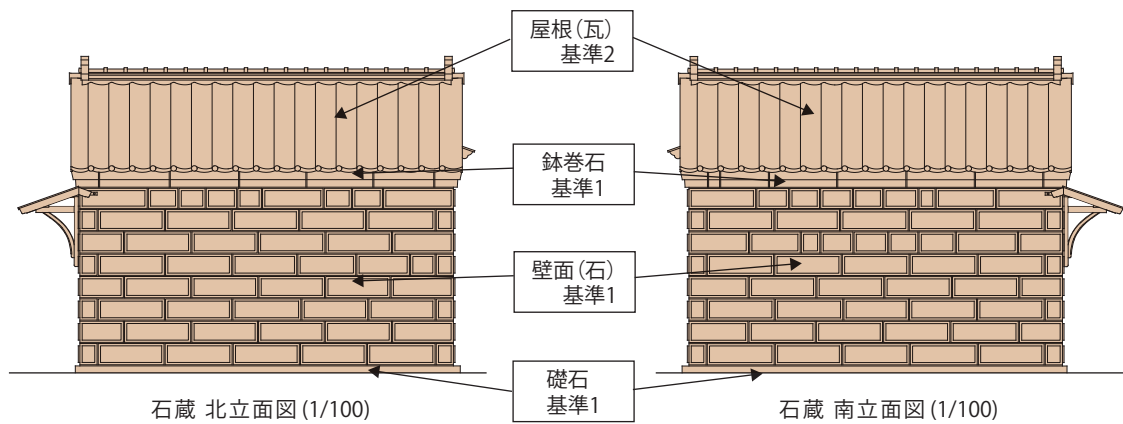 屋根(瓦)
基準2
鉢巻石
基準1
壁面(石)
基準1
礎石
基準1
石蔵 北立面図(1/100)
石蔵 南立面図(1/100)